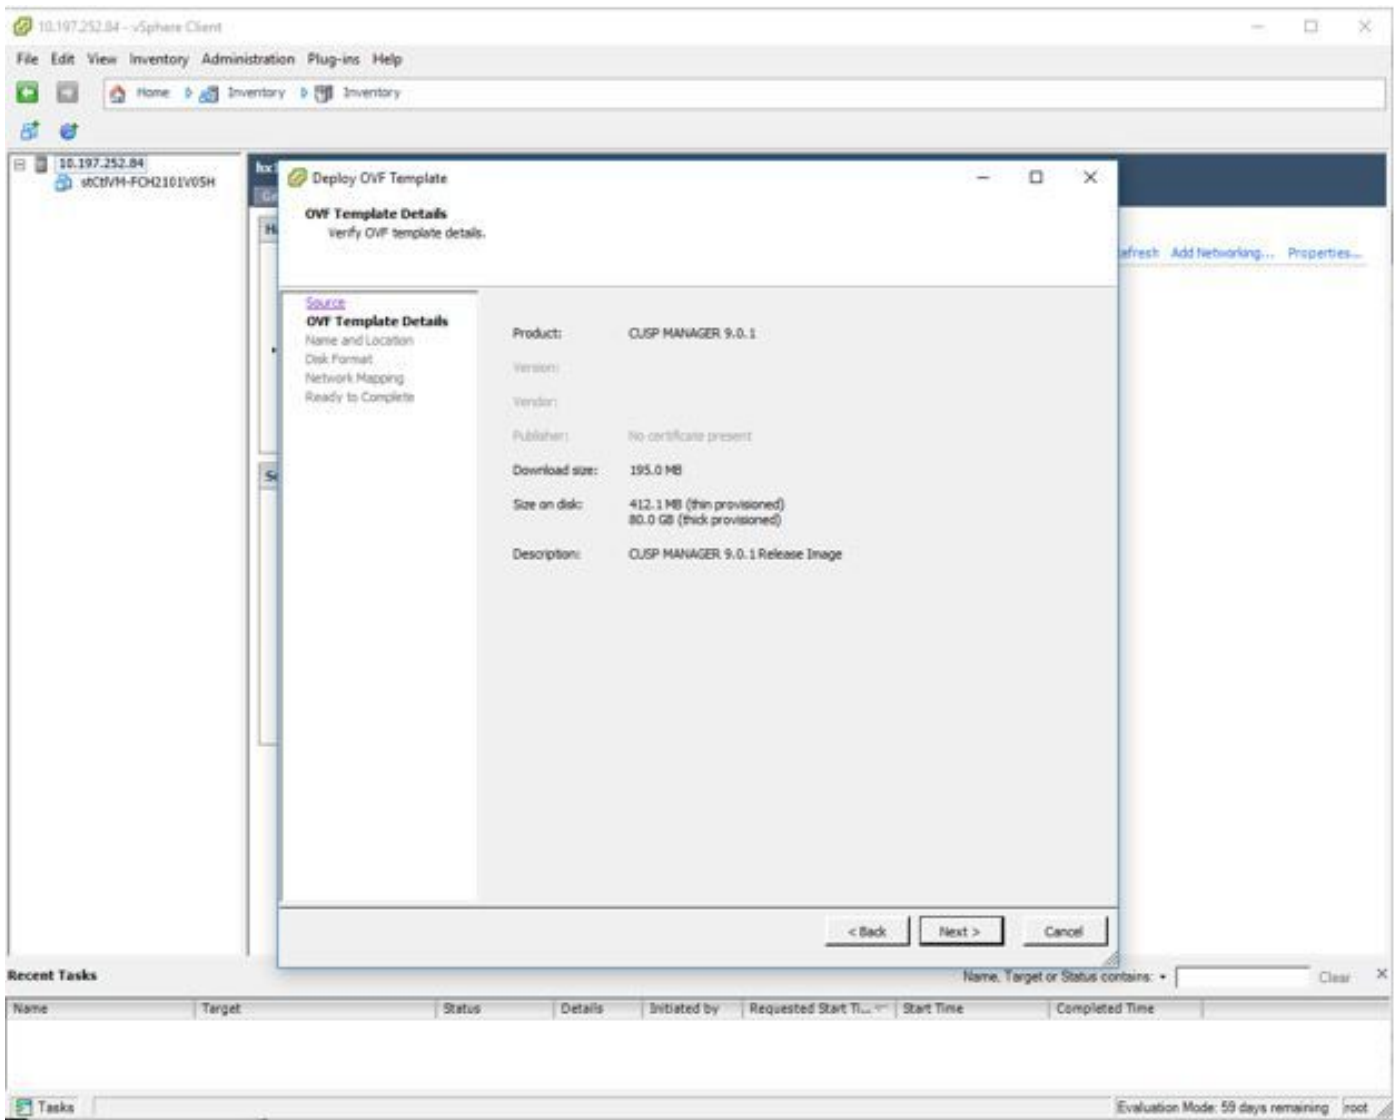 10.197.252.84 - vSphere Client
File Edit View Inventory Administration Plug-ins Help
Home Inventory Inventory
10.197.252.84
stCtlVM-FCH2101V0SH
Deploy OVF Template
OVF Template Details
Verify OVF template details.
Add Networking... Properties...
Source
OVF Template Details
Name and Location
Disk Format
Network Mapping
Ready to Complete
Product: CUSP MANAGER 9.0.1
Version:
Vendor:
Publisher: No certificate present
Download size: 195.0 MB
Size on disk: 412.1 MB (thin provisioned)
80.0 GB (thick provisioned)
Description: CUSP MANAGER 9.0.1 Release Image
< Back Next > Cancel
Recent Tasks
Name, Target or Status contains: Clear
Name Target Status Details Initiated by Requested Start Ti... Start Time Completed Time
Tasks
Evaluation Mode: 59 days remaining root